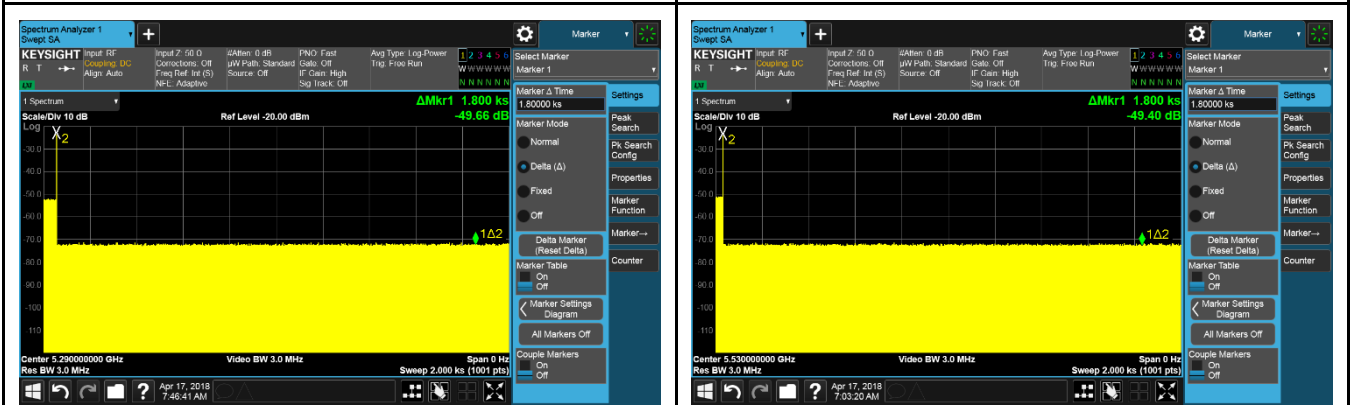 Spectrum Analyzer 1
Swept SA
+
Marker
KEYSIGHT
R T
LXI
Input: RF
Coupling: DC
Align: Auto
Input Z: 50 Ω
Corrections: Off
Freq Ref: Int (S)
NFE: Adaptive
#Atten: 0 dB
µW Path: Standard
Source: Off
PNO: Fast
Gate: Off
IF Gain: High
Sig Track: Off
Avg Type: Log-Power
Trig: Free Run
1 2 3 4 5 6
W W W W W W
N N N N N N
Select Marker
Marker 1
1 Spectrum
ΔMkr1 1.800 ks
-49.66 dB
Scale/Div 10 dB
Ref Level -20.00 dBm
Log
2
-30.0
-40.0
-50.0
-60.0
-70.0
-80.0
-90.0
-100
-110
1Δ2
Center 5.290000000 GHz
Video BW 3.0 MHz
Span 0 Hz
Res BW 3.0 MHz
Sweep 2.000 ks (1001 pts)
Marker Δ Time
1.80000 ks
Marker Mode
Normal
Delta (Δ)
Fixed
Off
Delta Marker
(Reset Delta)
Marker Table
On
Off
Marker Settings
Diagram
All Markers Off
Couple Markers
On
Off
Settings
Peak
Search
Pk Search
Config
Properties
Marker
Function
Marker→
Counter
?
Apr 17, 2018
7:46:41 AM
Spectrum Analyzer 1
Swept SA
+
Marker
KEYSIGHT
R T
LXI
Input: RF
Coupling: DC
Align: Auto
Input Z: 50 Ω
Corrections: Off
Freq Ref: Int (S)
NFE: Adaptive
#Atten: 0 dB
µW Path: Standard
Source: Off
PNO: Fast
Gate: Off
IF Gain: High
Sig Track: Off
Avg Type: Log-Power
Trig: Free Run
1 2 3 4 5 6
W W W W W W
N N N N N N
Select Marker
Marker 1
1 Spectrum
ΔMkr1 1.800 ks
-49.40 dB
Scale/Div 10 dB
Ref Level -20.00 dBm
Log
2
-30.0
-40.0
-50.0
-60.0
-70.0
-80.0
-90.0
-100
-110
1Δ2
Center 5.530000000 GHz
Video BW 3.0 MHz
Span 0 Hz
Res BW 3.0 MHz
Sweep 2.000 ks (1001 pts)
Marker Δ Time
1.80000 ks
Marker Mode
Normal
Delta (Δ)
Fixed
Off
Delta Marker
(Reset Delta)
Marker Table
On
Off
Marker Settings
Diagram
All Markers Off
Couple Markers
On
Off
Settings
Peak
Search
Pk Search
Config
Properties
Marker
Function
Marker→
Counter
?
Apr 17, 2018
7:03:20 AM